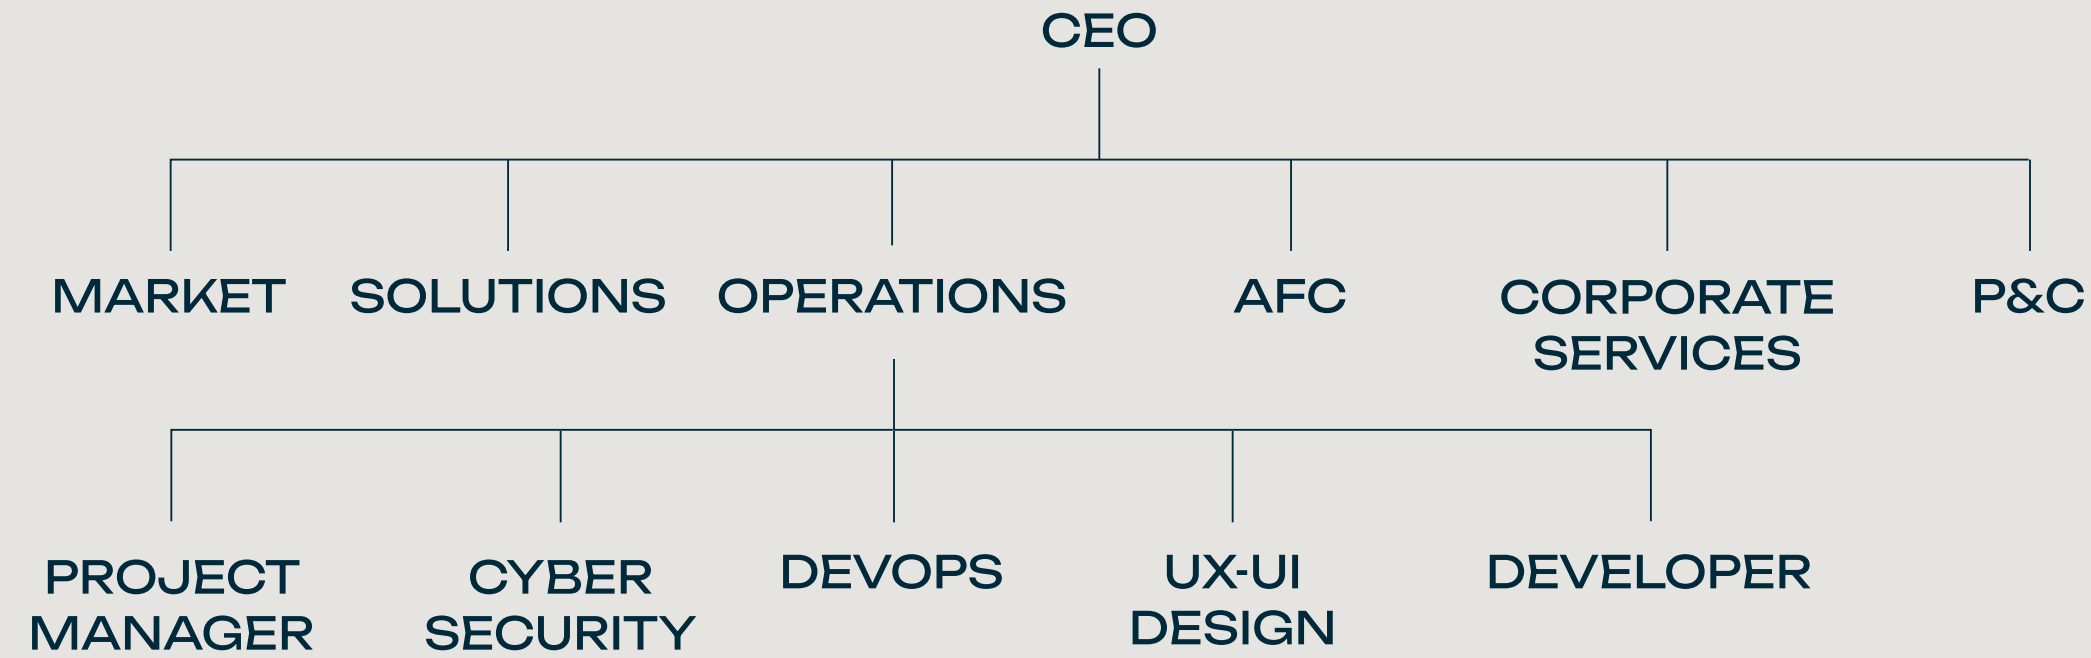 CEO
MARKET
SOLUTIONS
OPERATIONS
AFC
CORPORATE
SERVICES
P&C
PROJECT
MANAGER
CYBER
SECURITY
DEVOPS
UX-UI
DESIGN
DEVELOPER